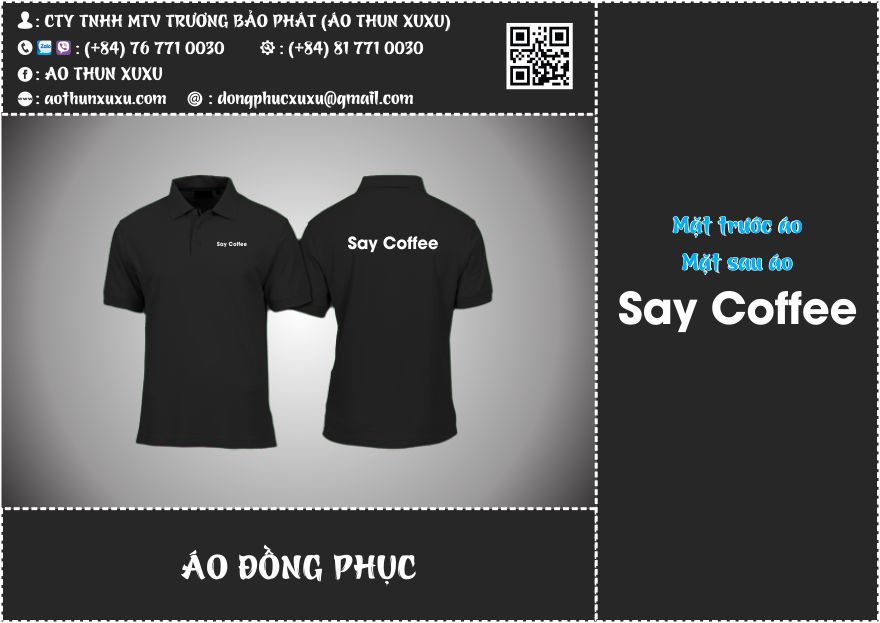 : CTY TNHH MTV TRƯƠNG BẢO PHÁT (ÁO THUN XUXU)
Zalo : (+84) 76 771 0030 : (+84) 81 771 0030
: AO THUN XUXU
www : aothunxuxu.com @ : dongphucxuxu@gmail.com
Say Coffee
Say Coffee
Mặt trước áo
Mặt sau áo
Say Coffee
ÁO ĐỒNG PHỤC